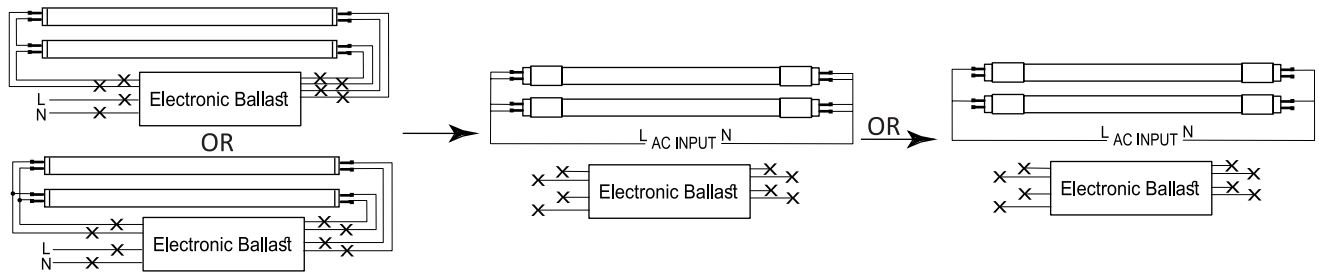 L
N
Electronic Ballast
OR
L
N
Electronic Ballast
L AC INPUT N
Electronic Ballast
OR
L AC INPUT N
Electronic Ballast